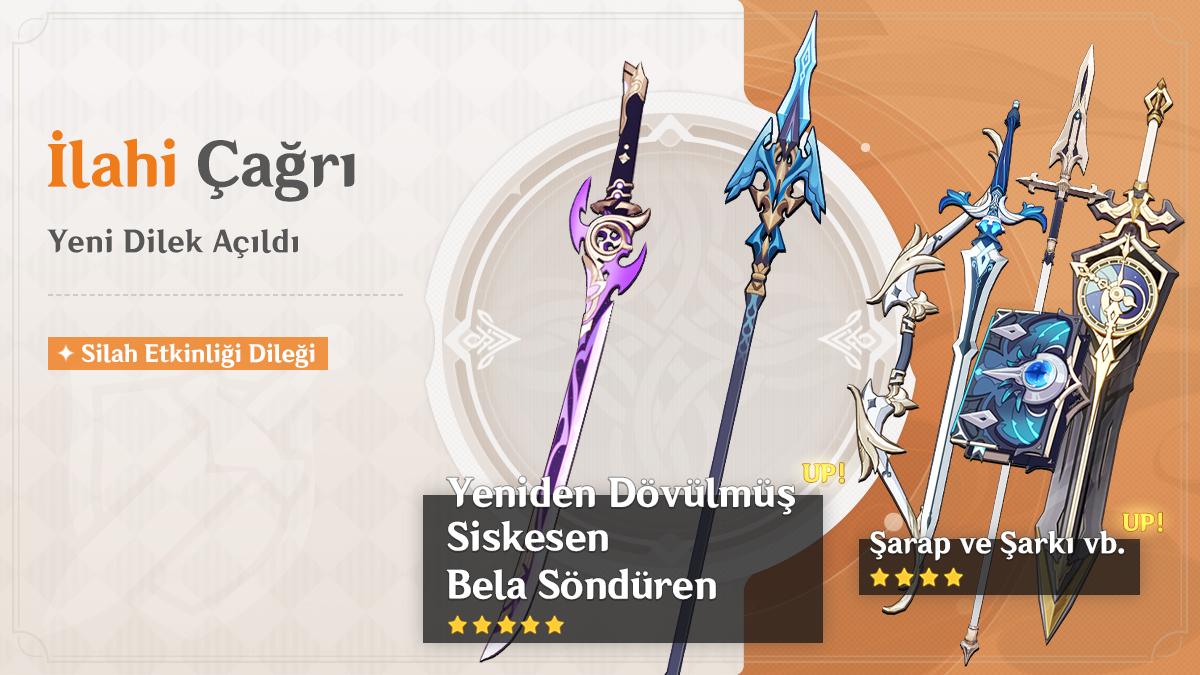 İlahi Çağrı
Yeni Dilek Açıldı
✦ Silah Etkinliği Dileği
UP!
Yeniden Dövülmüş
Siskesen
Bela Söndüren
UP!
Şarap ve Şarkı vb.